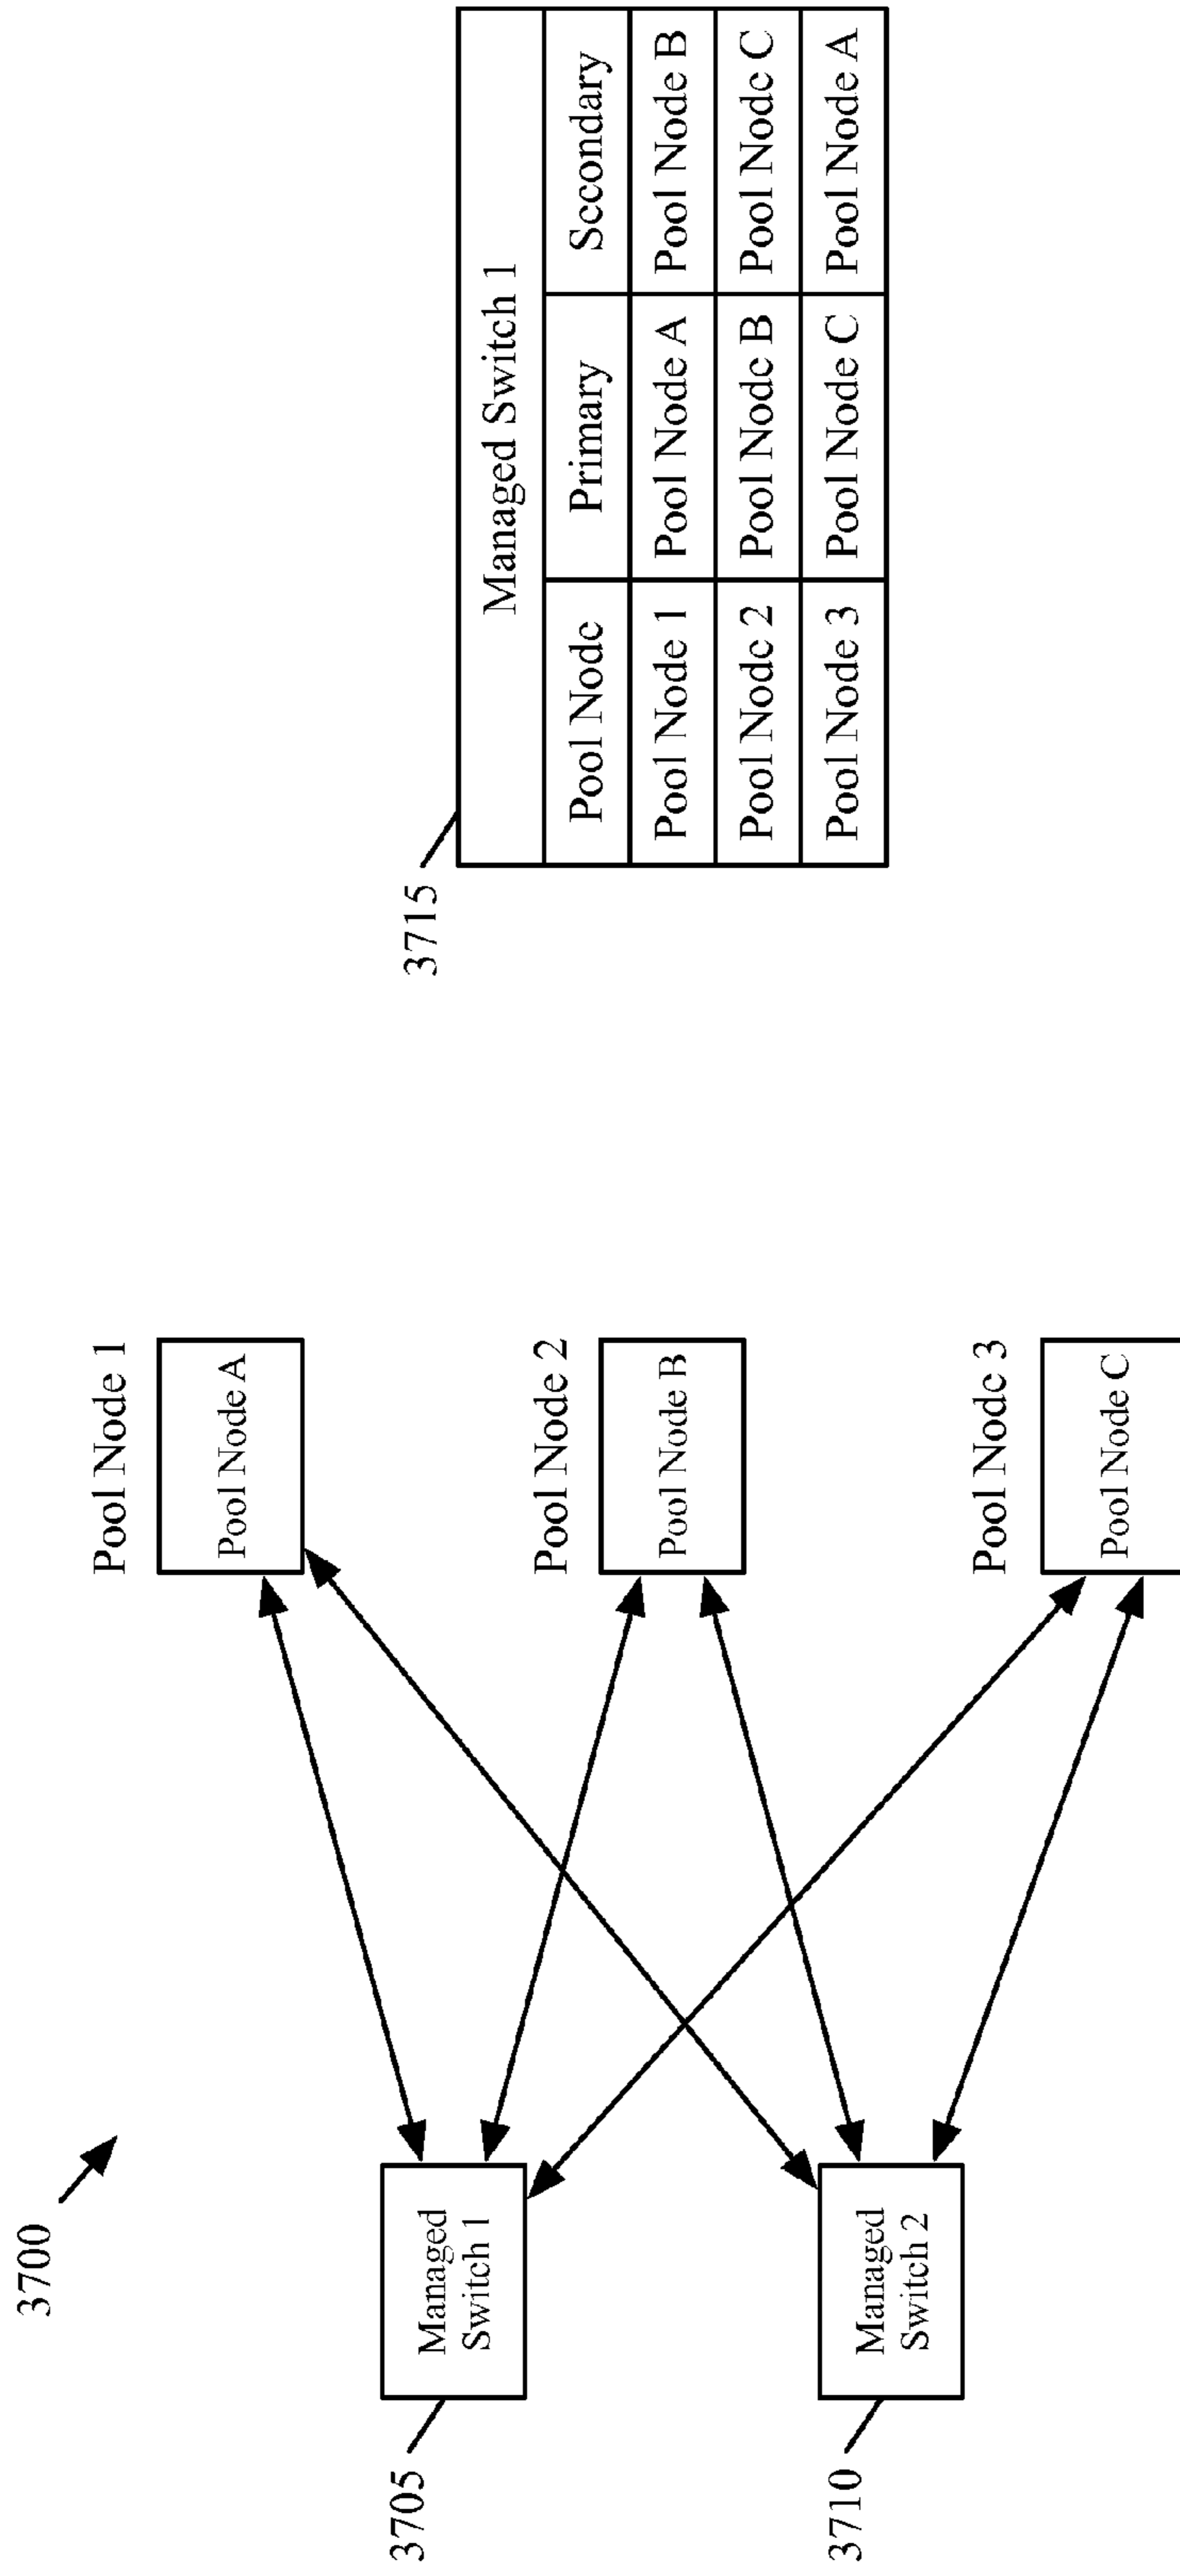 3700
Pool Node 1
Pool Node A
3705
Managed
Switch 1
Pool Node 2
Pool Node B
3710
Managed
Switch 2
Pool Node 3
Pool Node C
3715
Managed Switch 1
Pool Node Primary Secondary
Pool Node 1 Pool Node A Pool Node B
Pool Node 2 Pool Node B Pool Node C
Pool Node 3 Pool Node C Pool Node A